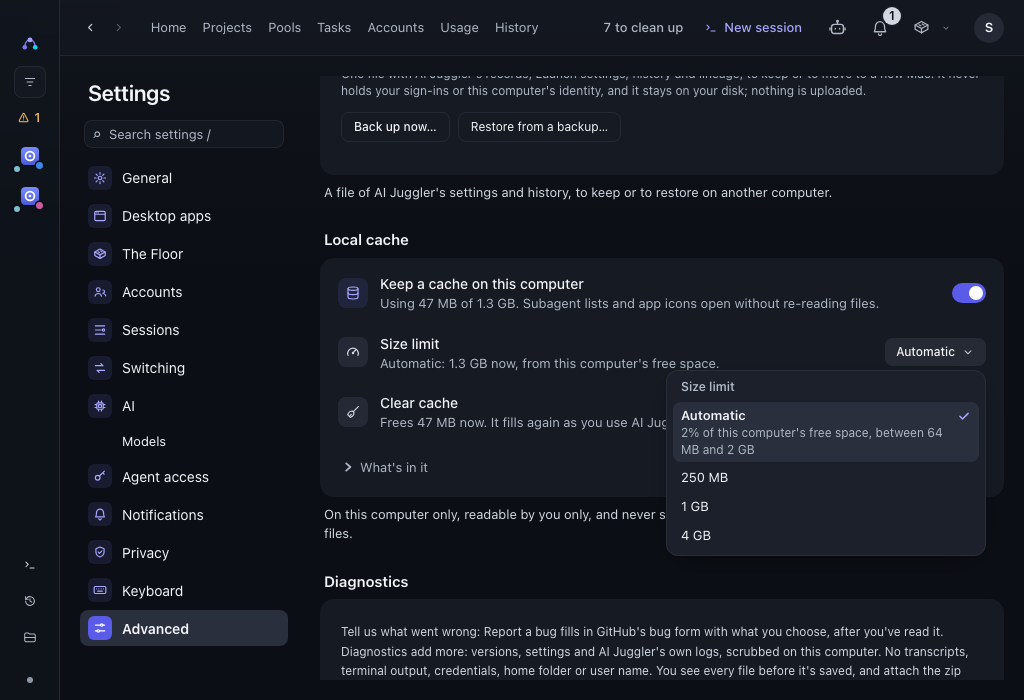 Home Projects Pools Tasks Accounts Usage History 7 to clean up New session 1 S
1
Settings
Search settings /
General
Desktop apps
The Floor
Accounts
Sessions
Switching
AI
Models
Agent access
Notifications
Privacy
Keyboard
Advanced
holds your sign-ins or this computer's identity, and it stays on your disk; nothing is uploaded.
Back up now... Restore from a backup...
A file of AI Juggler's settings and history, to keep or to restore on another computer.
Local cache
Keep a cache on this computer
Using 47 MB of 1.3 GB. Subagent lists and app icons open without re-reading files.
Size limit
Automatic: 1.3 GB now, from this computer's free space.
Automatic
Clear cache
Frees 47 MB now. It fills again as you use AI
What's in it
On this computer only, readable by you only, and never
files.
Size limit
Automatic
2% of this computer's free space, between 64
MB and 2 GB
250 MB
1 GB
4 GB
Diagnostics
Tell us what went wrong: Report a bug fills in GitHub's bug form with what you choose, after you've read it.
Diagnostics add more: versions, settings and AI Juggler's own logs, scrubbed on this computer. No transcripts,
terminal output, credentials, home folder or user name. You see every file before it's saved, and attach the zip